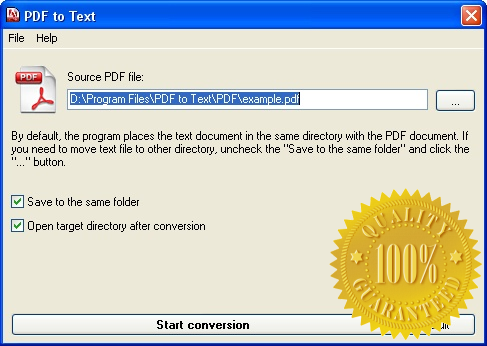 PDF to Text
File Help
PDF
Source PDF file:
D:\Program Files\PDF to Text\PDF\example.pdf
...
By default, the program places the text document in the same directory with the PDF document. If
you need to move text file to other directory, uncheck the "Save to the same folder" and click the
"..." button.
Save to the same folder
Open target directory after conversion
QUALITY
100%
GUARANTEED
Start conversion